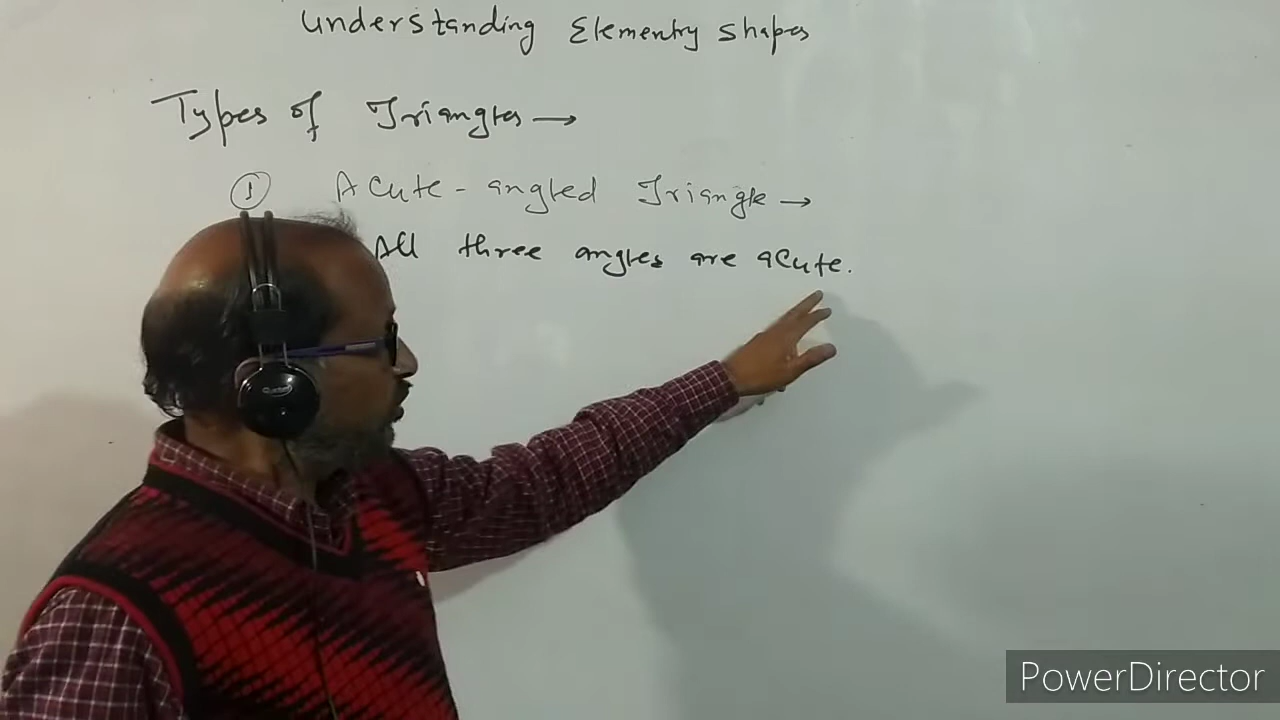 Understanding Elementry shapes
Types of Triangles →
① Acute-angled Triangle →
All three angles are acute.
PowerDirector